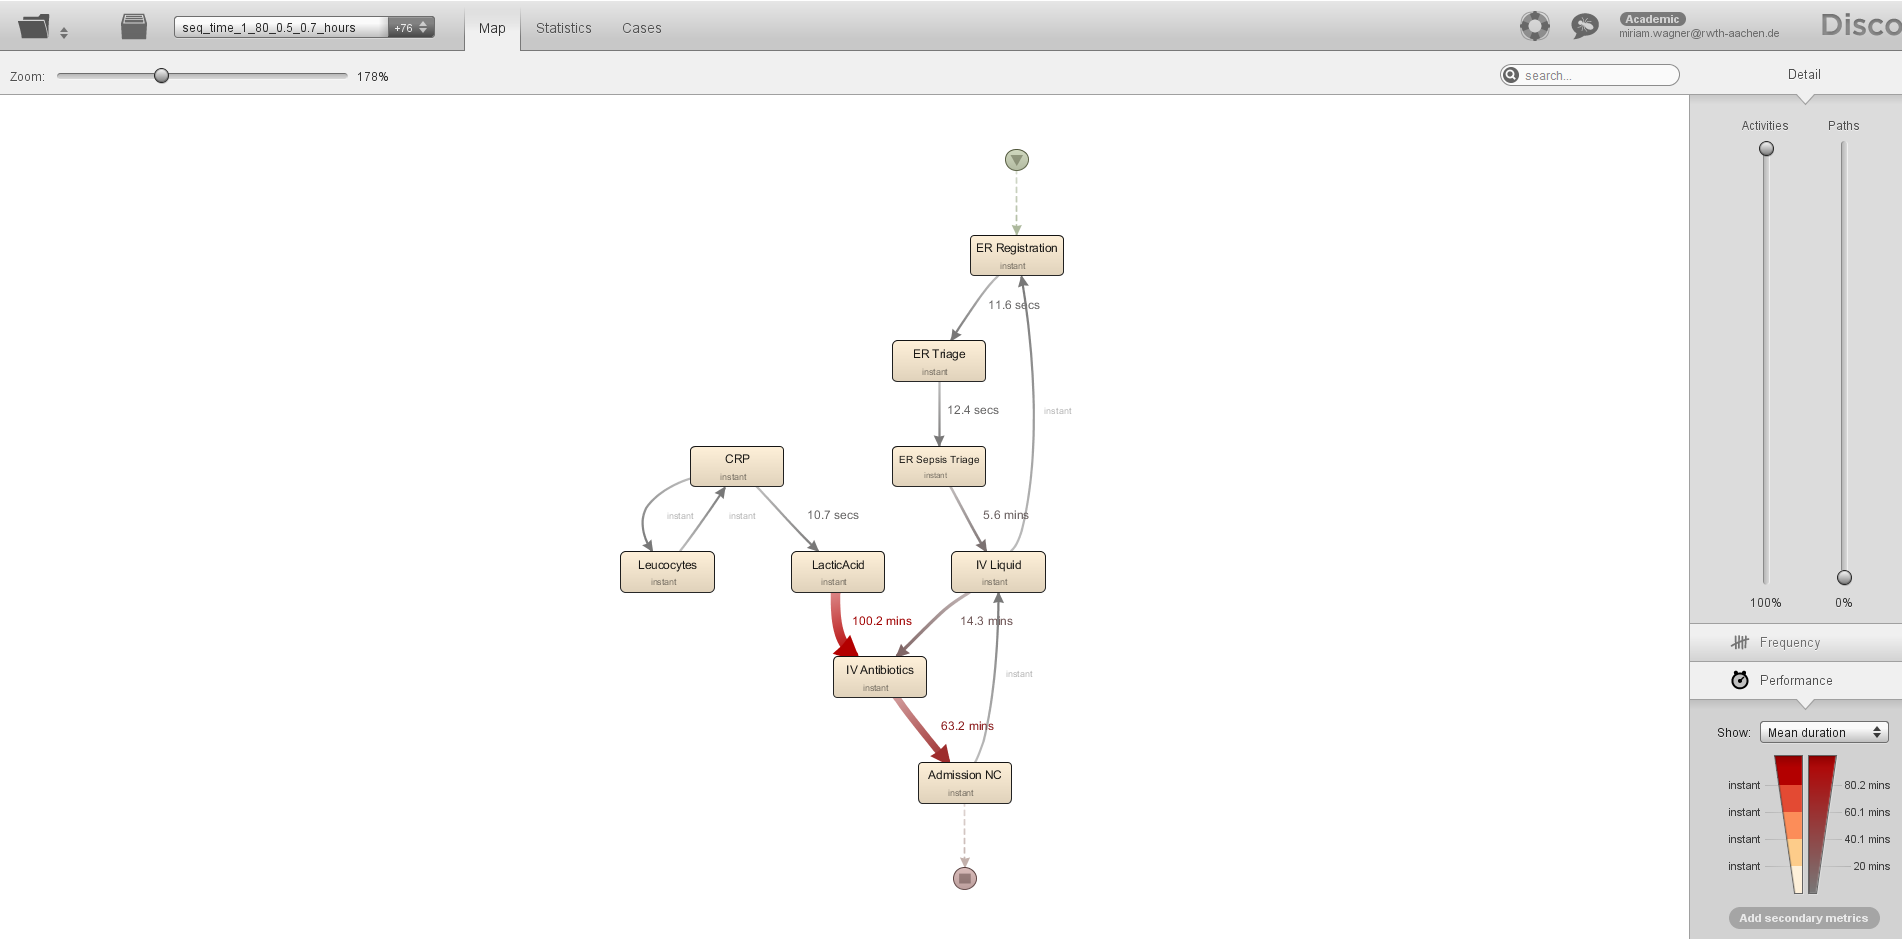 seq_time_1_80_0.5_0.7_hours +76
Map Statistics Cases
Academic
miriam.wagner@rwth-aachen.de
Disco
Zoom: 178%
search...
Detail
Activities Paths
100% 0%
Frequency
Performance
Show: Mean duration
instant 80.2 mins
instant 60.1 mins
instant 40.1 mins
instant 20 mins
Add secondary metrics
ER Registration
instant
11.6 secs
ER Triage
instant
12.4 secs
instant
CRP
instant
ER Sepsis Triage
instant
instant
instant
10.7 secs
5.6 mins
Leucocytes
instant
LacticAcid
instant
IV Liquid
instant
100.2 mins
14.3 mins
IV Antibiotics
instant
instant
63.2 mins
Admission NC
instant